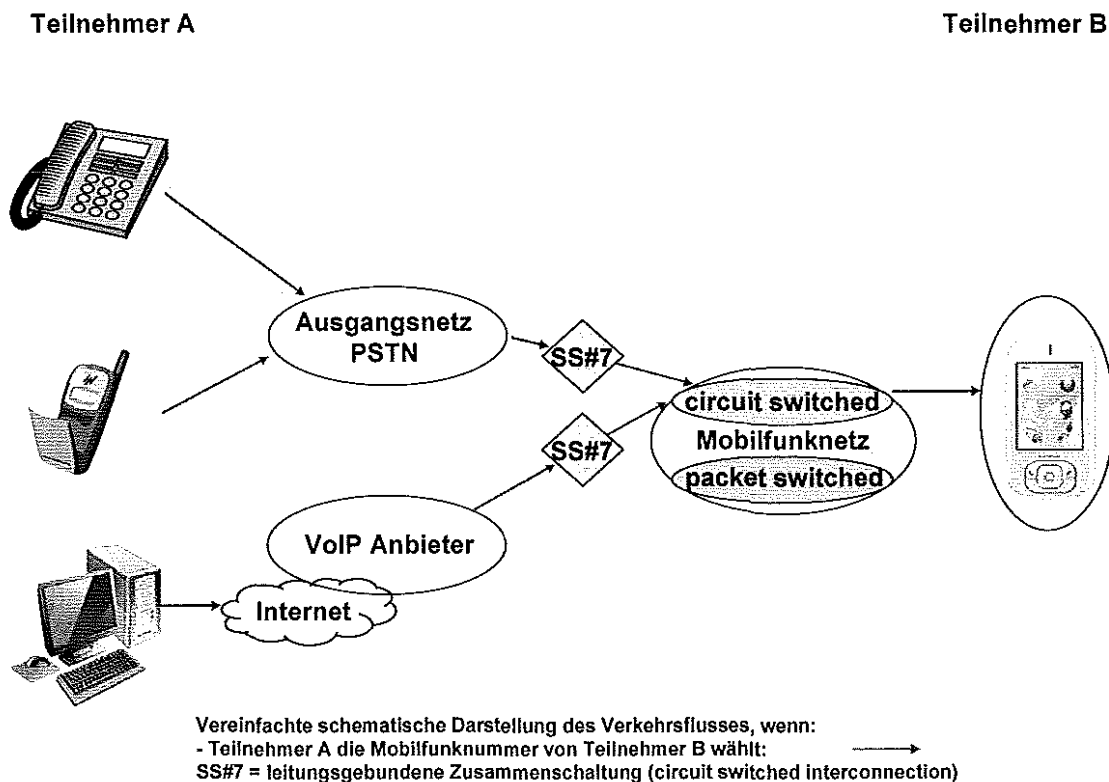 Teilnehmer A
Teilnehmer B
Ausgangsnetz
PSTN
SS#7
circuit switched
Mobilfunknetz
packet switched
SS#7
VoIP Anbieter
Internet
Vereinfachte schematische Darstellung des Verkehrsflusses, wenn:
- Teilnehmer A die Mobilfunknummer von Teilnehmer B wählt:
SS#7 = leitungsgebundene Zusammenschaltung (circuit switched interconnection)